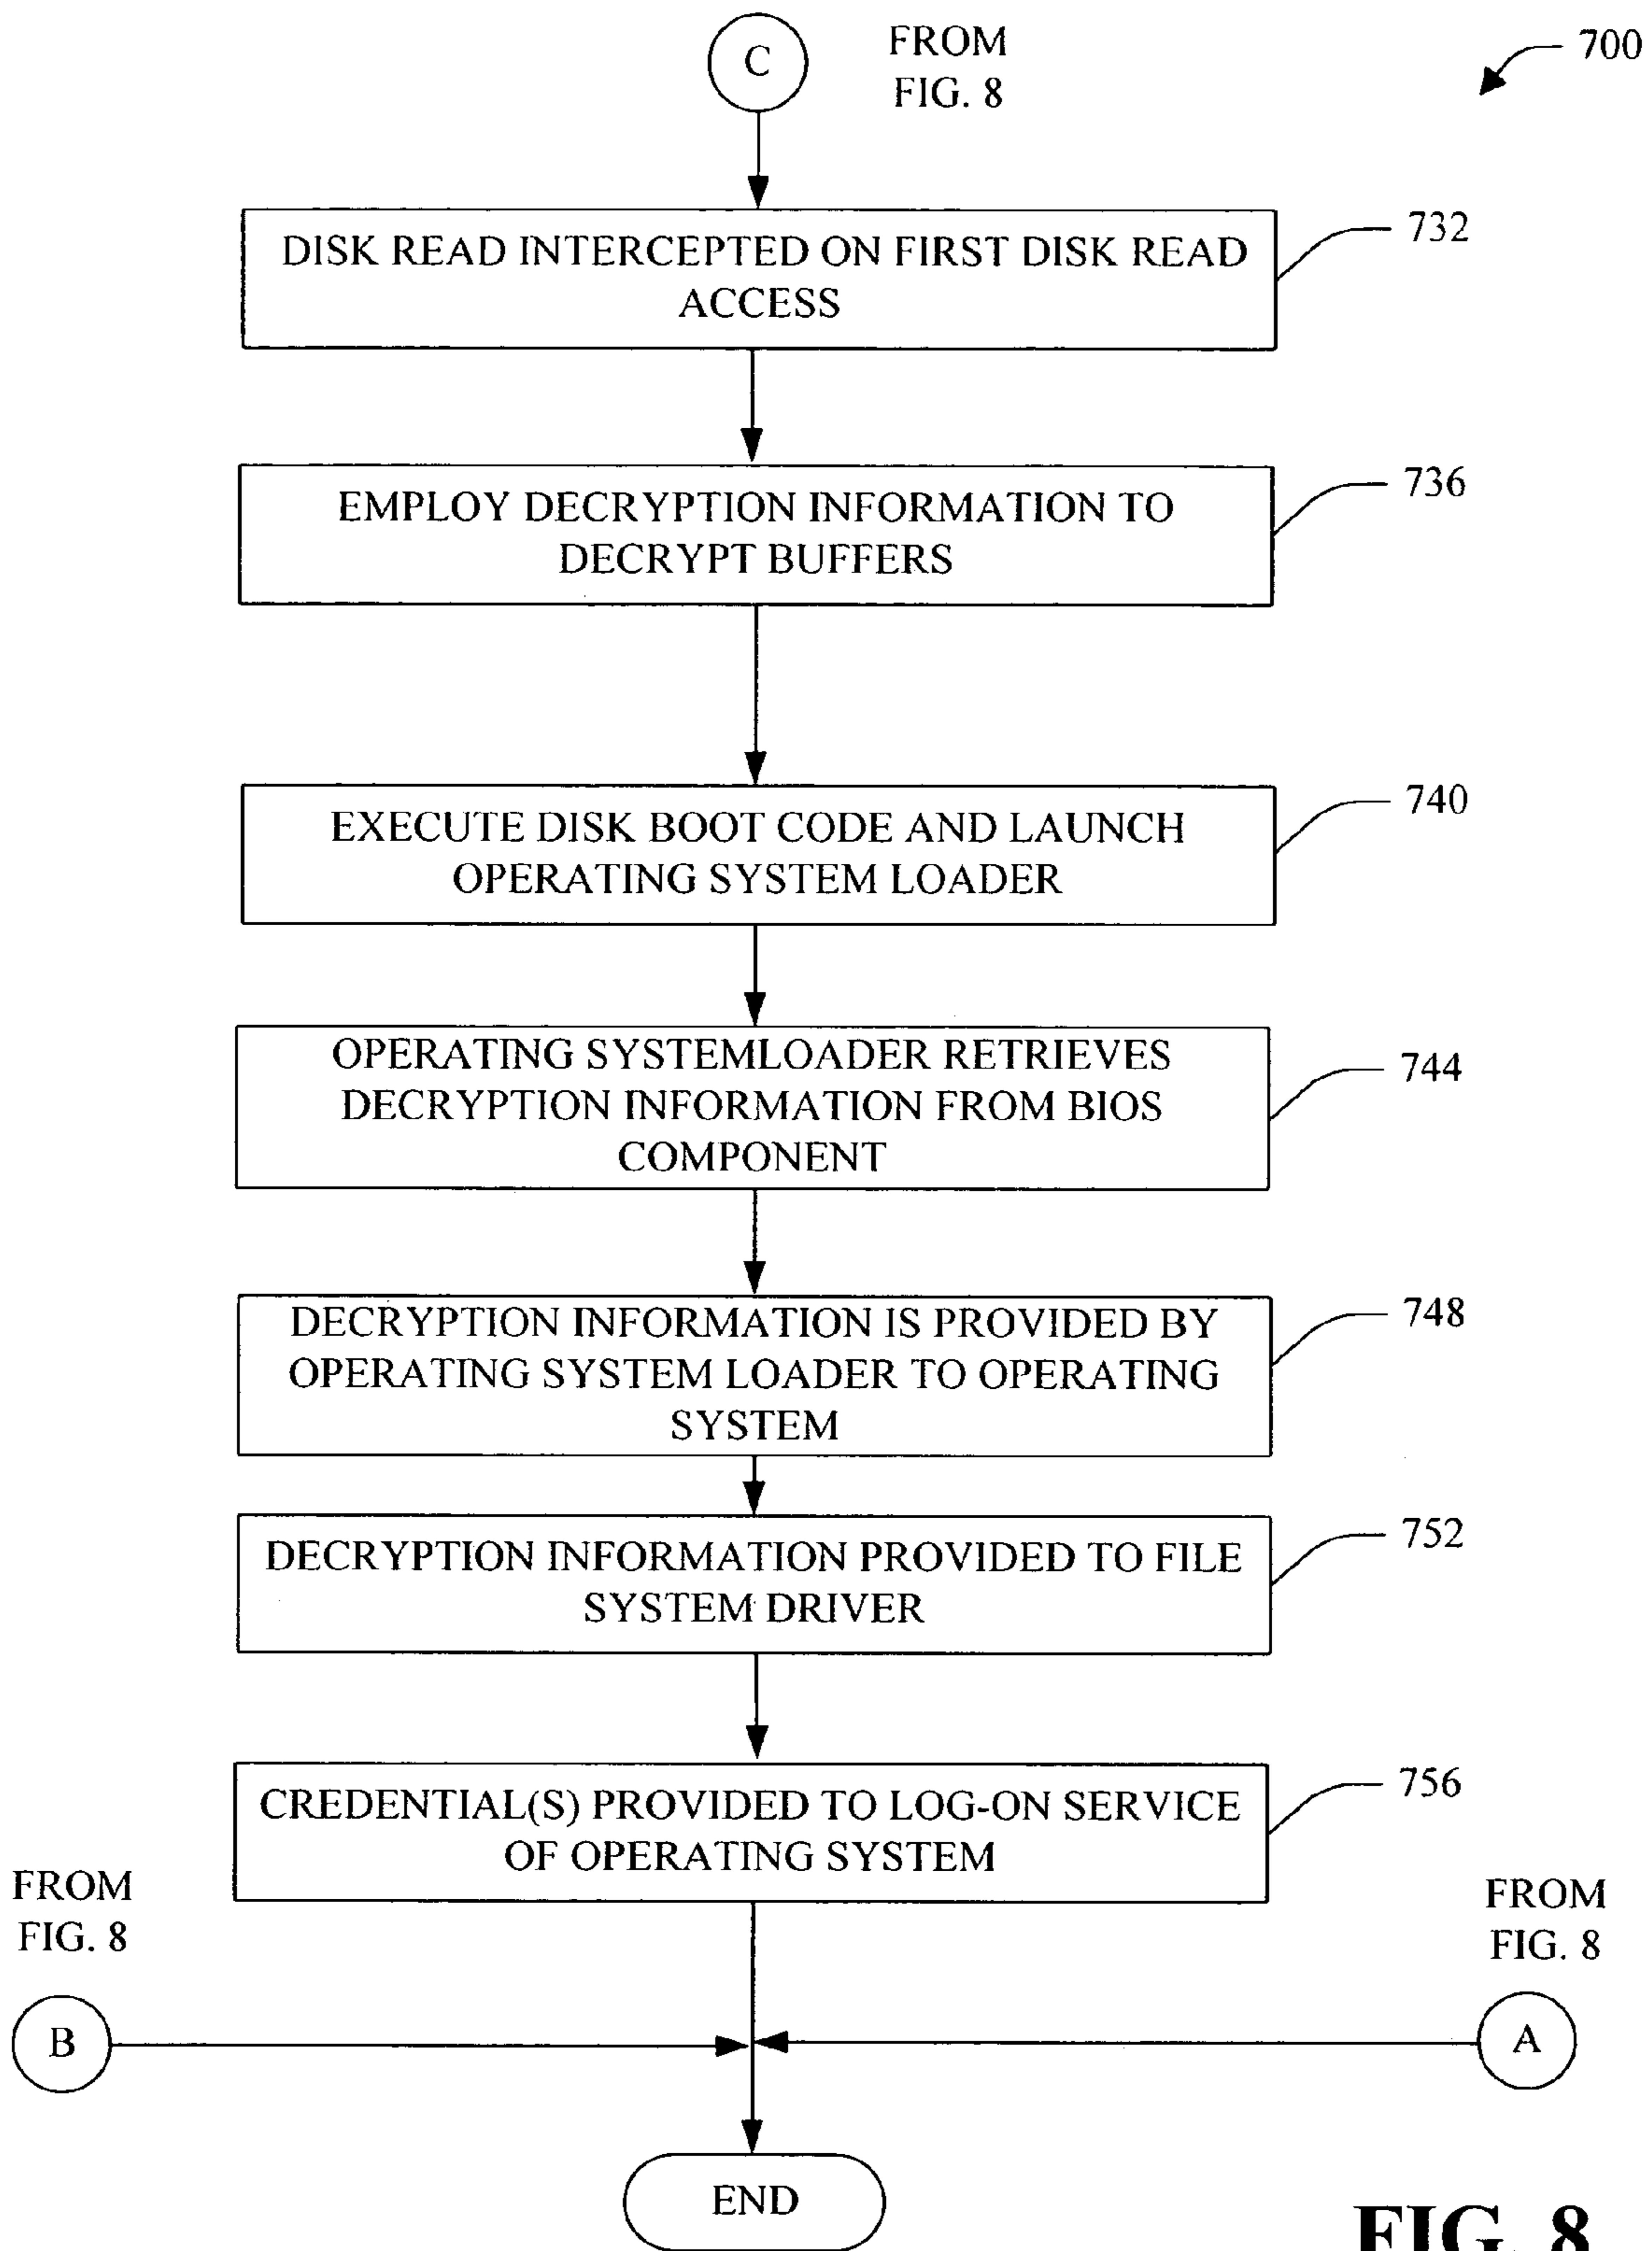 C
FROM
FIG. 8
700
DISK READ INTERCEPTED ON FIRST DISK READ
ACCESS
732
EMPLOY DECRYPTION INFORMATION TO
DECRYPT BUFFERS
736
EXECUTE DISK BOOT CODE AND LAUNCH
OPERATING SYSTEM LOADER
740
OPERATING SYSTEMLOADER RETRIEVES
DECRYPTION INFORMATION FROM BIOS
COMPONENT
744
DECRYPTION INFORMATION IS PROVIDED BY
OPERATING SYSTEM LOADER TO OPERATING
SYSTEM
748
DECRYPTION INFORMATION PROVIDED TO FILE
SYSTEM DRIVER
752
CREDENTIAL(S) PROVIDED TO LOG-ON SERVICE
OF OPERATING SYSTEM
756
FROM
FIG. 8
B
FROM
FIG. 8
A
END
FIG. 8